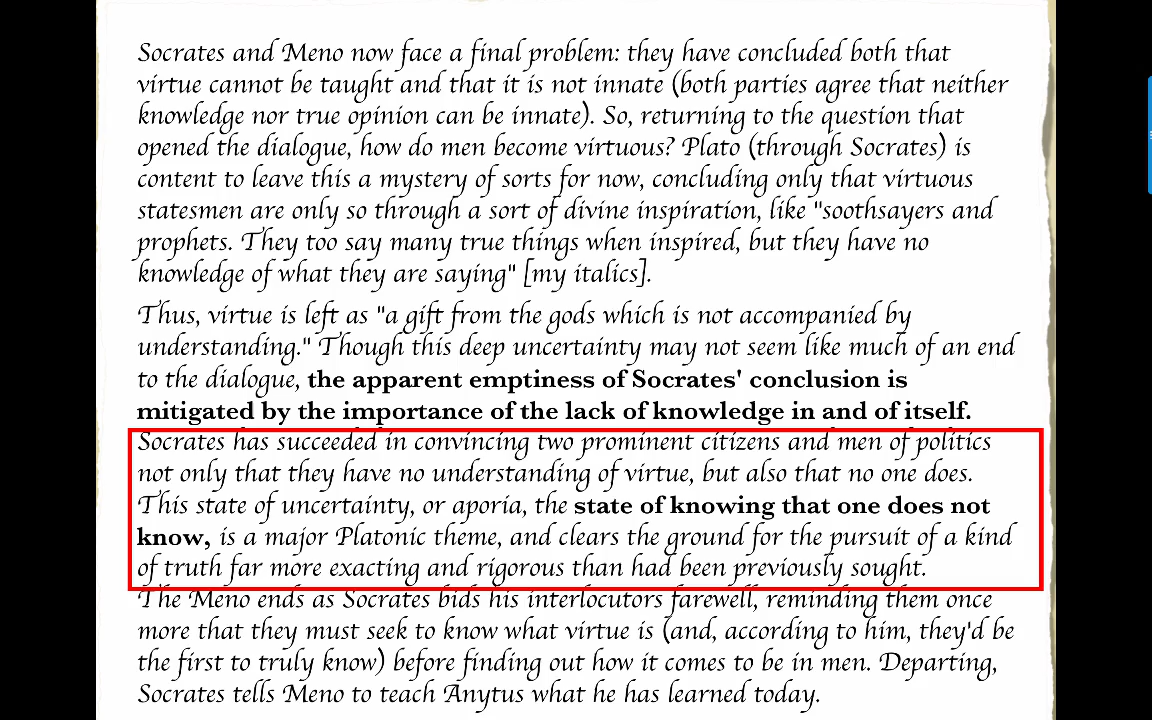 Socrates and Meno now face a final problem: they have concluded both that
virtue cannot be taught and that it is not innate (both parties agree that neither
knowledge nor true opinion can be innate). So, returning to the question that
opened the dialogue, how do men become virtuous? Plato (through Socrates) is
content to leave this a mystery of sorts for now, concluding only that virtuous
statesmen are only so through a sort of divine inspiration, like "soothsayers and
prophets. They too say many true things when inspired, but they have no
knowledge of what they are saying" [my italics].
Thus, virtue is left as "a gift from the gods which is not accompanied by
understanding." Though this deep uncertainty may not seem like much of an end
to the dialogue, the apparent emptiness of Socrates' conclusion is
mitigated by the importance of the lack of knowledge in and of itself.
Socrates has succeeded in convincing two prominent citizens and men of politics
not only that they have no understanding of virtue, but also that no one does.
This state of uncertainty, or aporia, the state of knowing that one does not
know, is a major Platonic theme, and clears the ground for the pursuit of a kind
of truth far more exacting and rigorous than had been previously sought.
The Meno ends as Socrates bids his interlocutors farewell, reminding them once
more that they must seek to know what virtue is (and, according to him, they'd be
the first to truly know) before finding out how it comes to be in men. Departing,
Socrates tells Meno to teach Anytus what he has learned today.